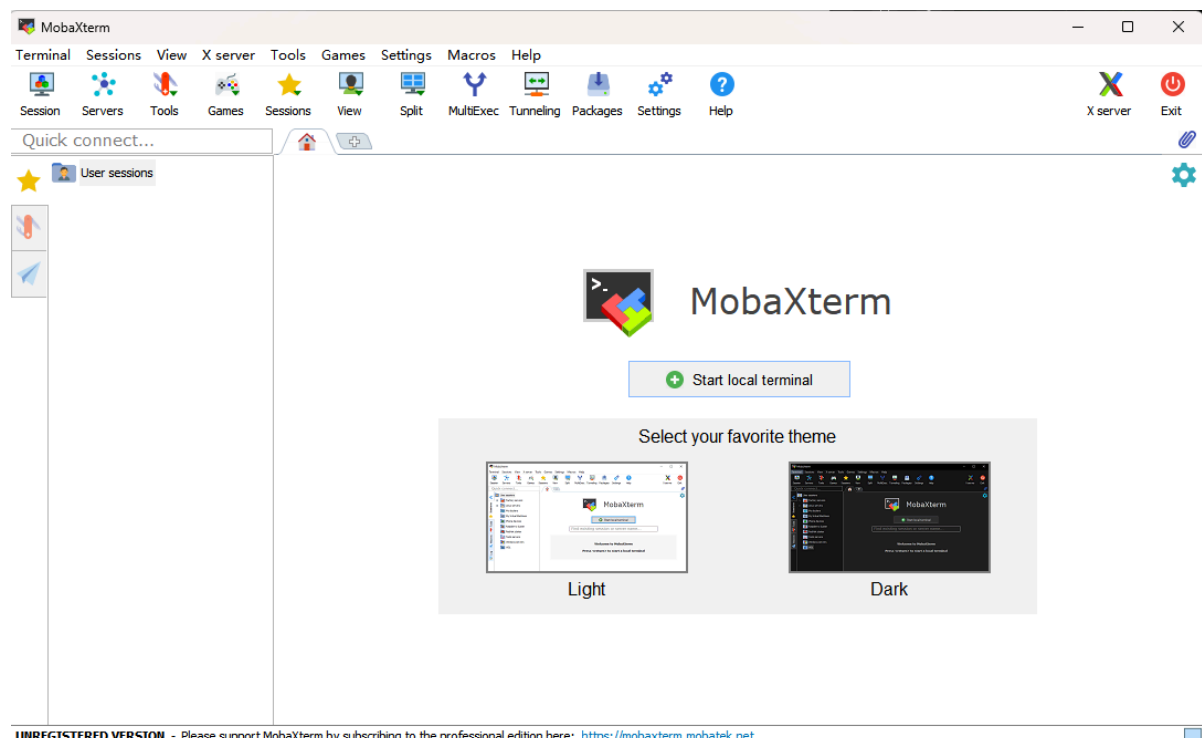 MobaXterm
Terminal Sessions View X server Tools Games Settings Macros Help
Session Servers Tools Games Sessions View Split MultiExec Tunneling Packages Settings Help X server Exit
Quick connect...
User sessions
>_
MobaXterm
Start local terminal
Select your favorite theme
MobaXterm
MobaXterm
Light Dark
UNREGISTERED VERSION - Please support MobaXterm by subscribing to the professional edition here: https://mobaxterm.mobatek.net